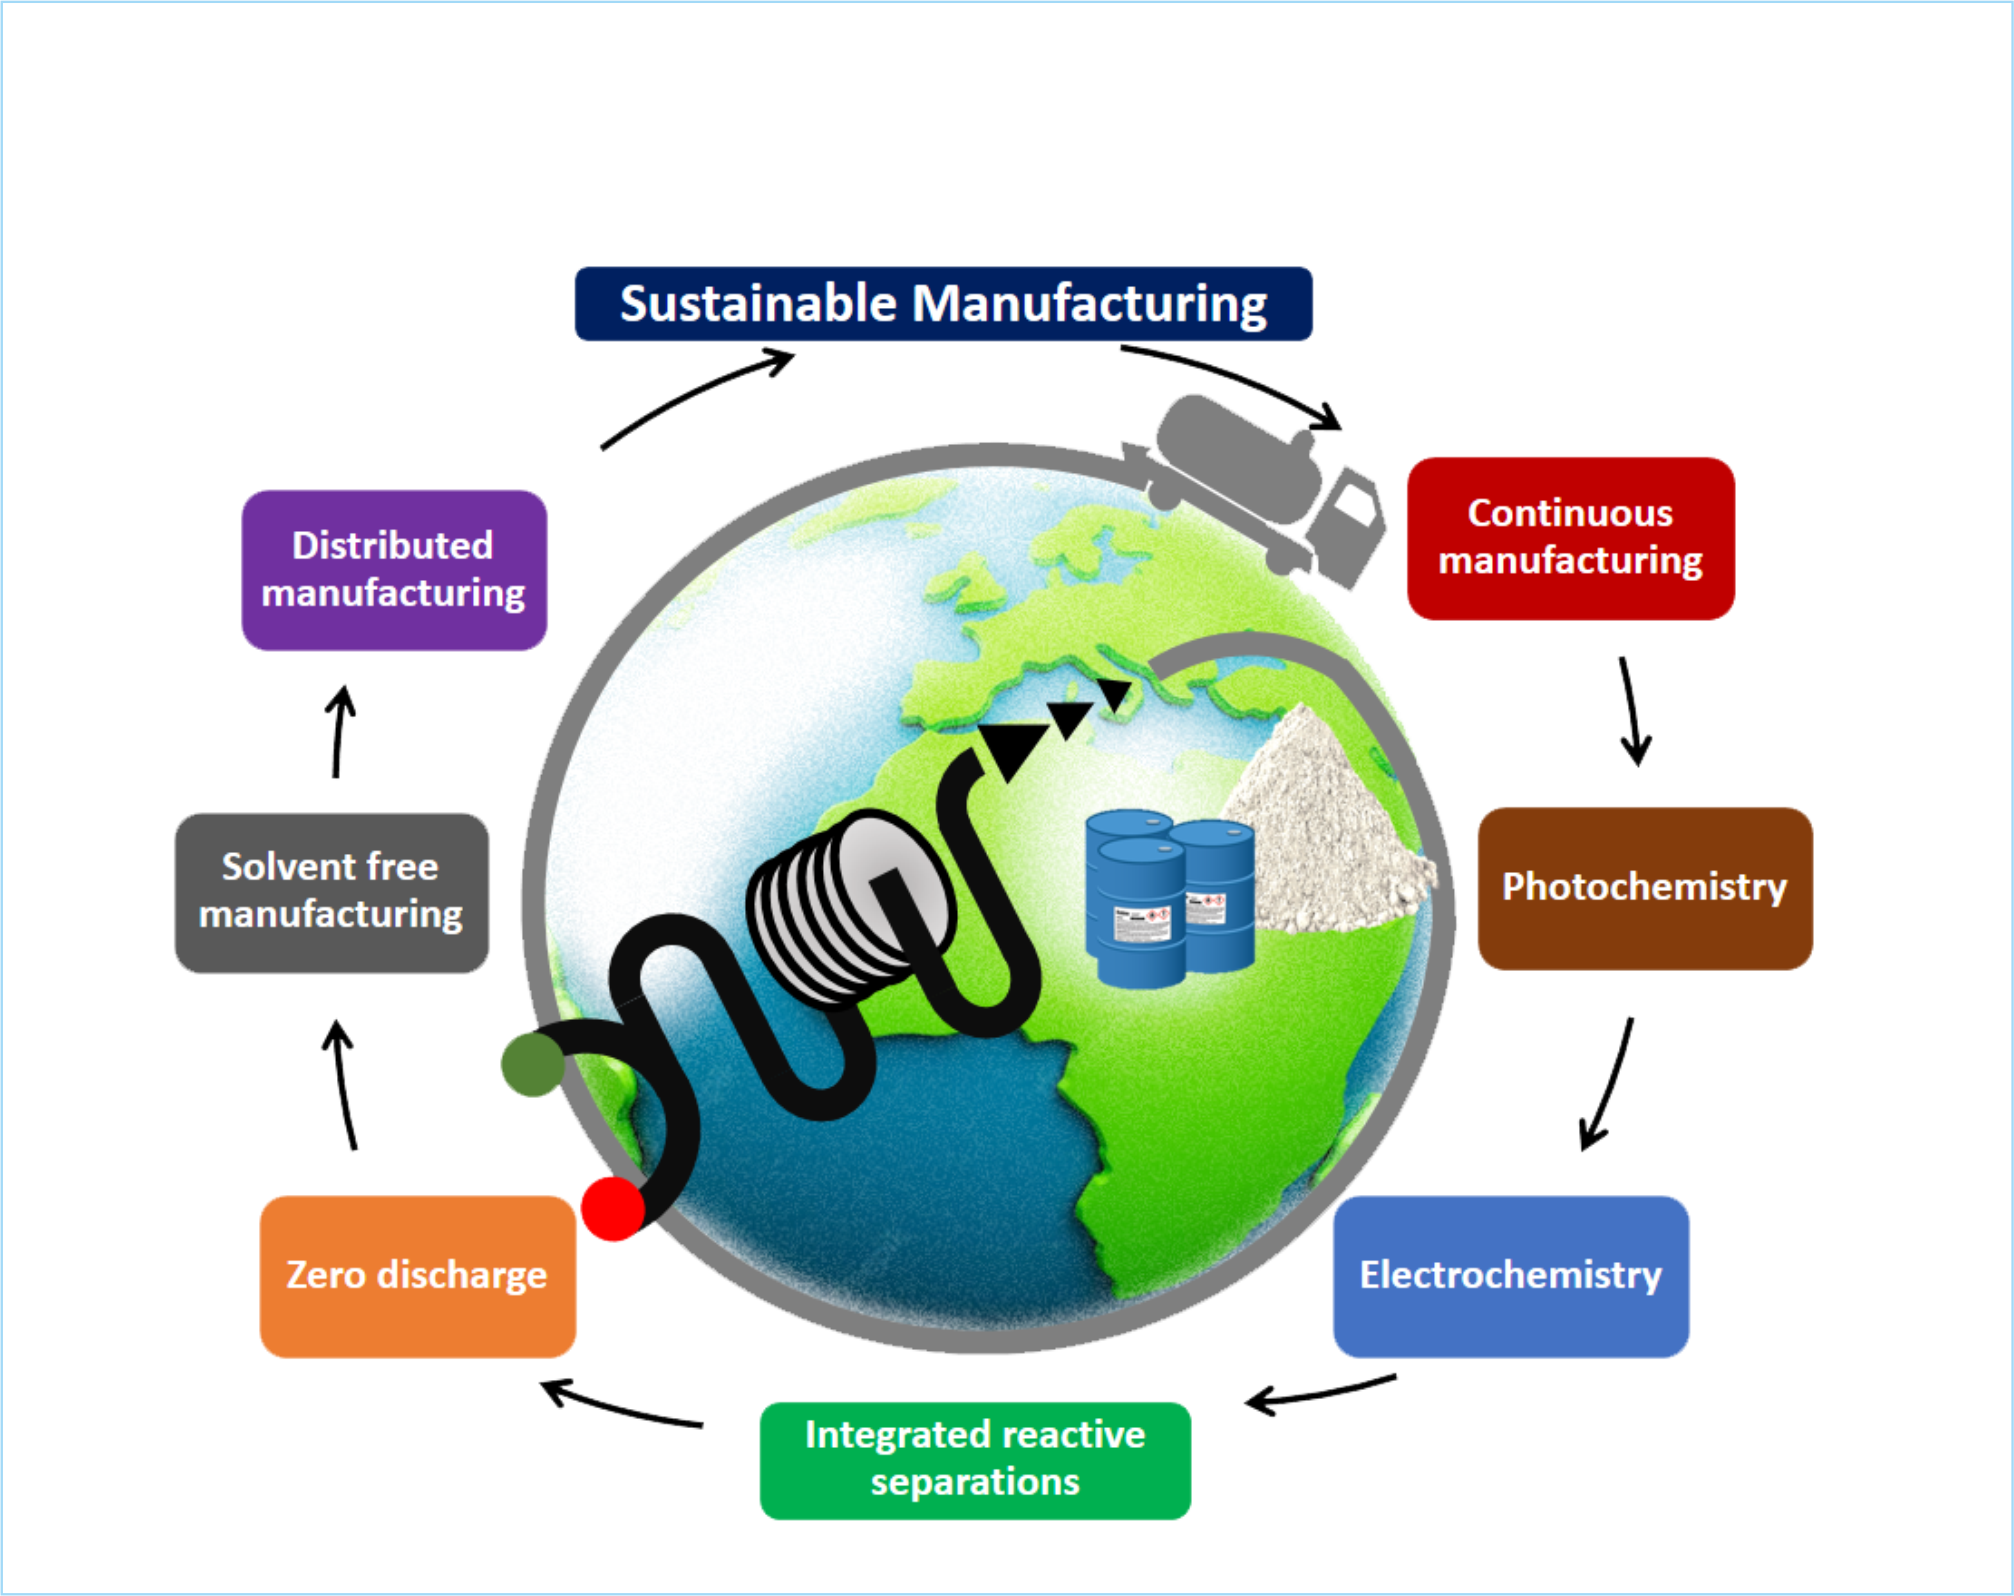 Sustainable Manufacturing
Continuous
manufacturing
Photochemistry
Electrochemistry
Integrated reactive
separations
Zero discharge
Solvent free
manufacturing
Distributed
manufacturing